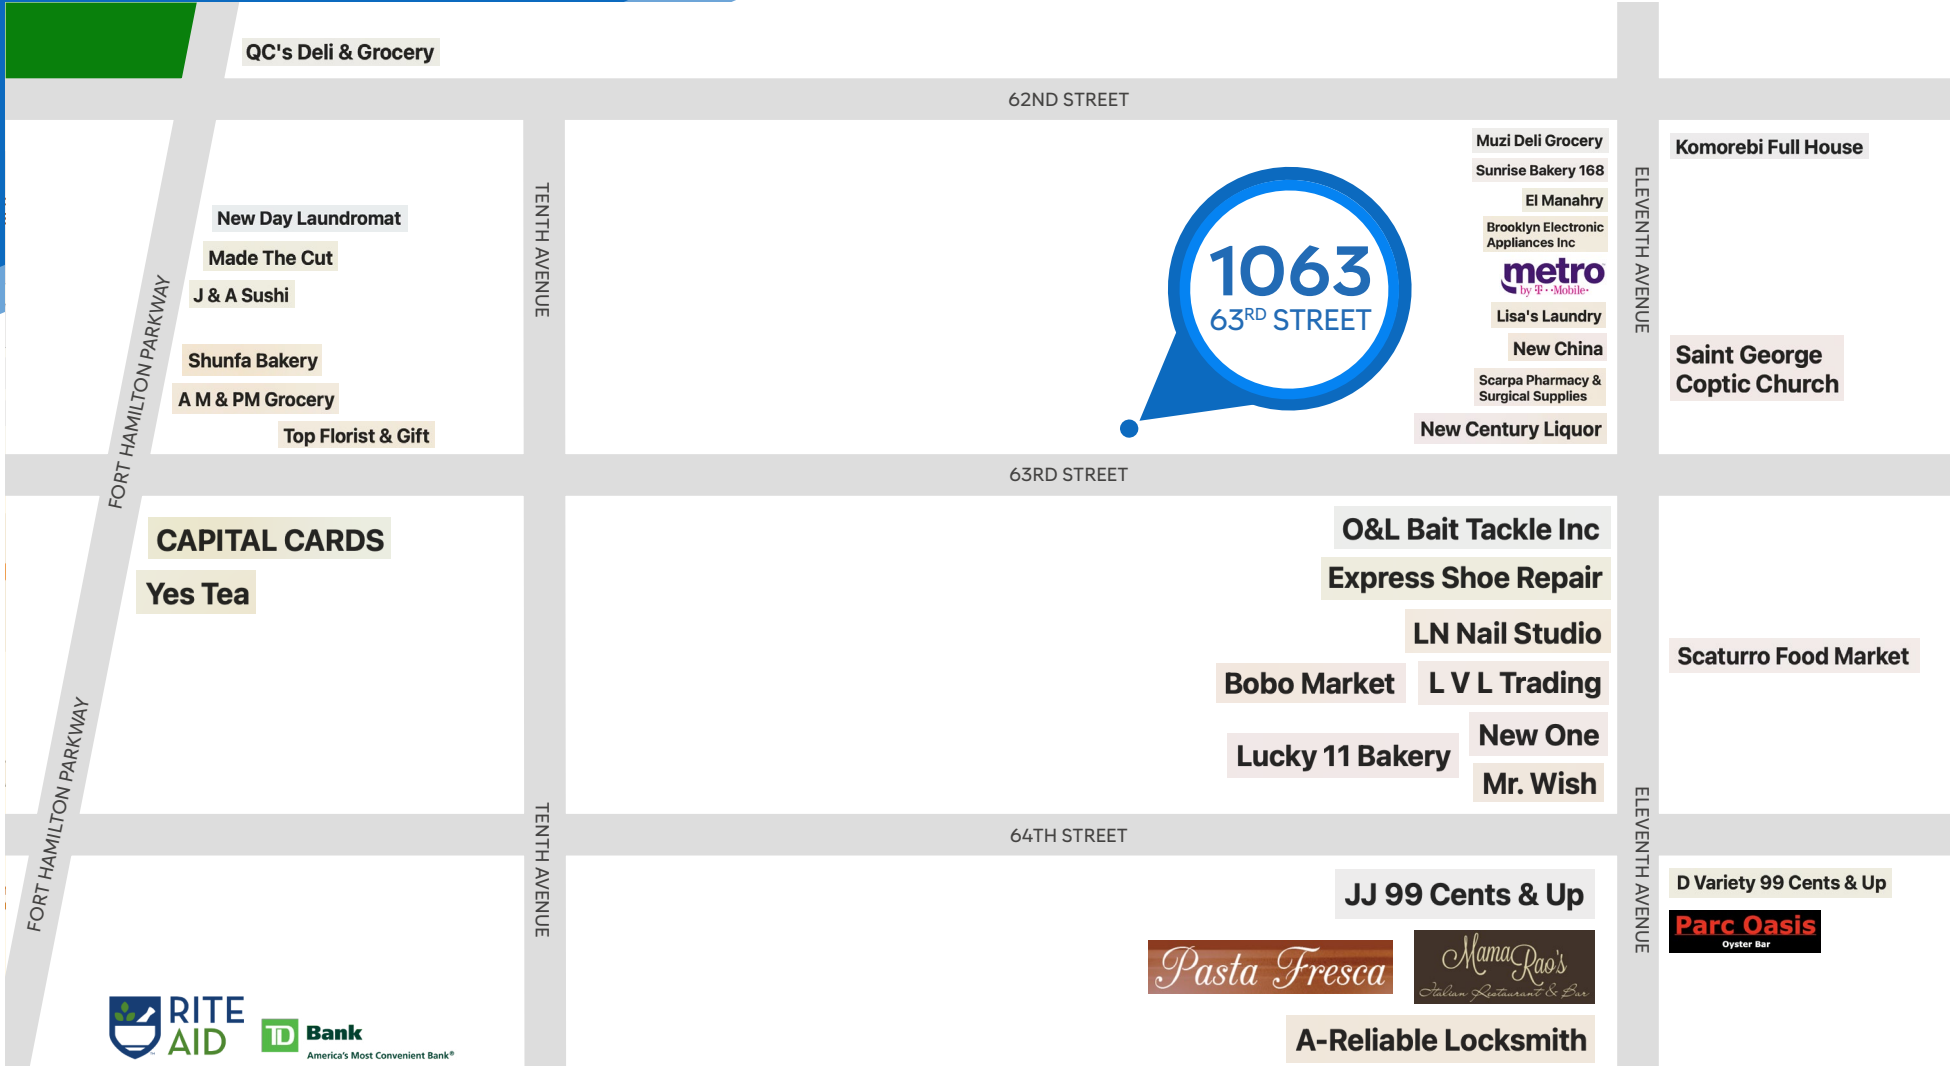 QC's Deli & Grocery
62ND STREET
Muzi Deli Grocery
Komorebi Full House
Sunrise Bakery 168
El Manahry
New Day Laundromat
TENTH AVENUE
Brooklyn Electronic
Appliances Inc
ELEVENTH AVENUE
Made The Cut
1063
63RD STREET
metro
by T-Mobile
J & A Sushi
Lisa's Laundry
FORT HAMILTON PARKWAY
New China
Saint George
Coptic Church
Shunfa Bakery
Scarpa Pharmacy &
Surgical Supplies
A M & PM Grocery
Top Florist & Gift
New Century Liquor
63RD STREET
CAPITAL CARDS
O&L Bait Tackle Inc
Yes Tea
Express Shoe Repair
LN Nail Studio
Scaturro Food Market
Bobo Market
L V L Trading
New One
Lucky 11 Bakery
Mr. Wish
FORT HAMILTON PARKWAY
64TH STREET
TENTH AVENUE
ELEVENTH AVENUE
JJ 99 Cents & Up
D Variety 99 Cents & Up
Parc Oasis
Oyster Bar
Pasta Fresca
Mama Rao's
Italian Restaurant & Bar
RITE
AID
TD Bank
America's Most Convenient Bank®
A-Reliable Locksmith